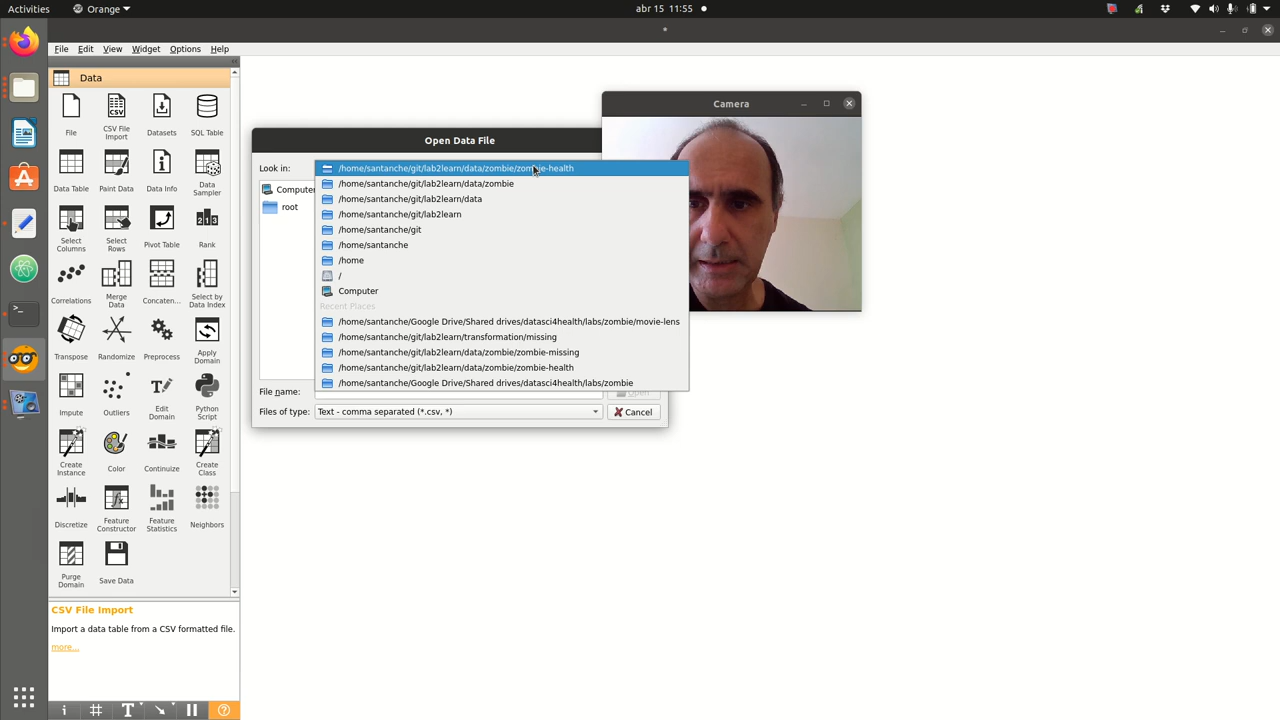 Activities
Orange
abr 15 11:55
File Edit View Widget Options Help
Data
File
CSV File Import
Datasets
SQL Table
Data Table
Paint Data
Data Info
Data Sampler
Select Columns
Select Rows
Pivot Table
Rank
Correlations
Merge Data
Concaten...
Select by Data Index
Transpose
Randomize
Preprocess
Apply Domain
Impute
Outliers
Edit Domain
Python Script
Create Instance
Color
Continuize
Create Class
Discretize
Feature Constructor
Feature Statistics
Neighbors
Purge Domain
Save Data
CSV File Import
Import a data table from a CSV formatted file.
more...
Open Data File
Look in:
Computer
root
/home/santanche/git/lab2learn/data/zombie/zombie-health
/home/santanche/git/lab2learn/data/zombie
/home/santanche/git/lab2learn/data
/home/santanche/git/lab2learn
/home/santanche/git
/home/santanche
/home
/
Computer
Recent Places
/home/santanche/Google Drive/Shared drives/datasci4health/labs/zombie/movie-lens
/home/santanche/git/lab2learn/transformation/missing
/home/santanche/git/lab2learn/data/zombie/zombie-missing
/home/santanche/git/lab2learn/data/zombie/zombie-health
/home/santanche/Google Drive/Shared drives/datasci4health/labs/zombie
File name:
Open
Files of type: Text - comma separated (*.csv, *)
Cancel
Camera